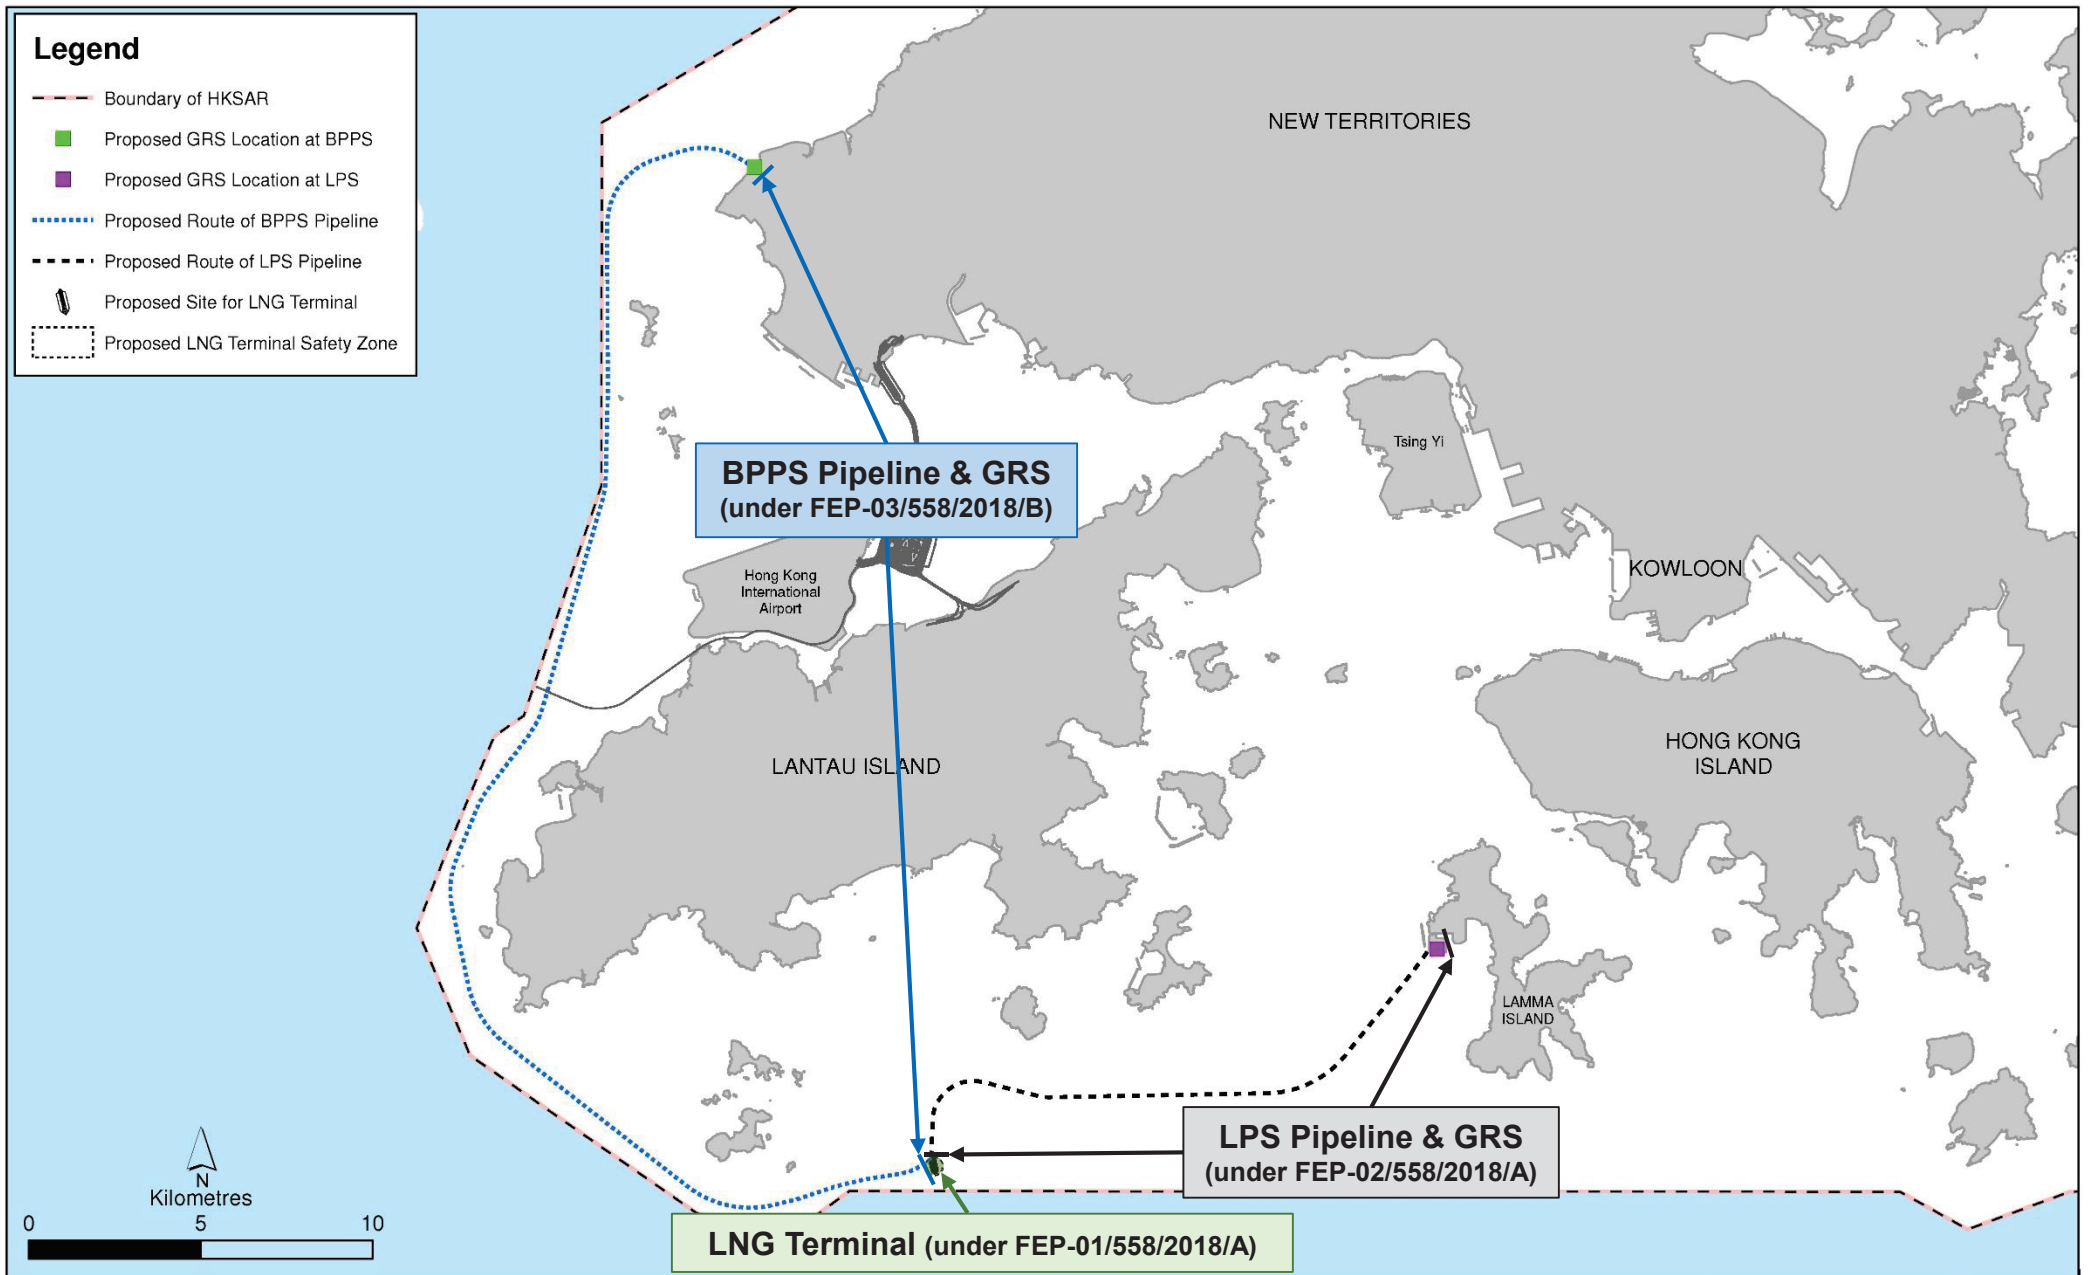 Legend
Boundary of HKSAR
Proposed GRS Location at BPPS
Proposed GRS Location at LPS
Proposed Route of BPPS Pipeline
Proposed Route of LPS Pipeline
Proposed Site for LNG Terminal
Proposed LNG Terminal Safety Zone
NEW TERRITORIES
Tsing Yi
BPPS Pipeline & GRS
(under FEP-03/558/2018/B)
Hong Kong
International
Airport
KOWLOON
LANTAU ISLAND
HONG KONG
ISLAND
LAMMA
ISLAND
LPS Pipeline & GRS
(under FEP-02/558/2018/A)
LNG Terminal (under FEP-01/558/2018/A)
N
Kilometres
0 5 10